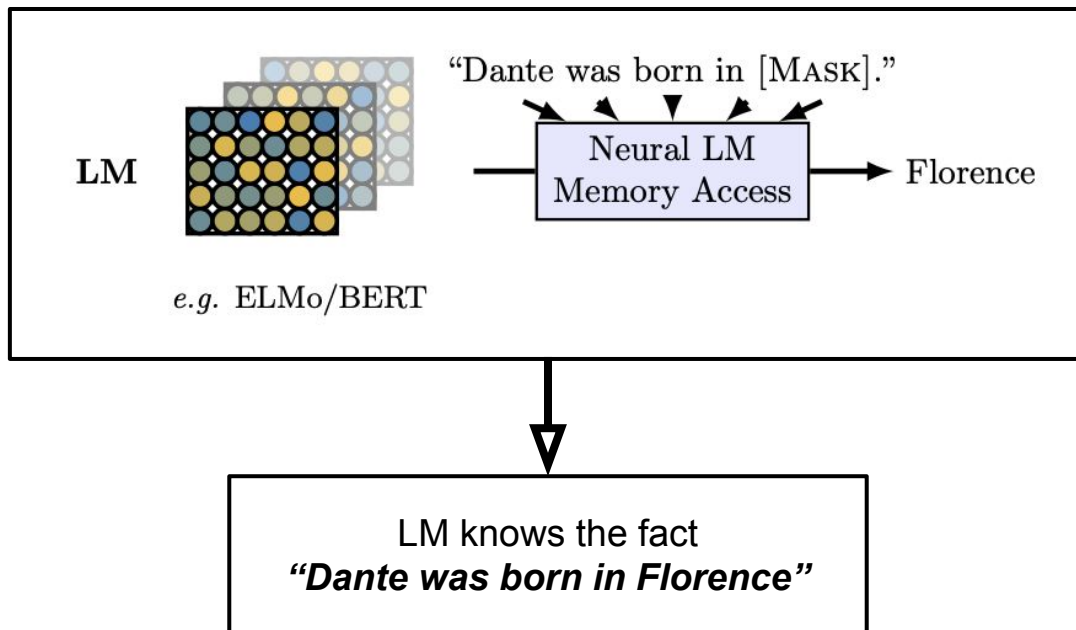 “Dante was born in [MASK].”
LM
Neural LM
Memory Access
Florence
e.g. ELMo/BERT
LM knows the fact
“Dante was born in Florence”